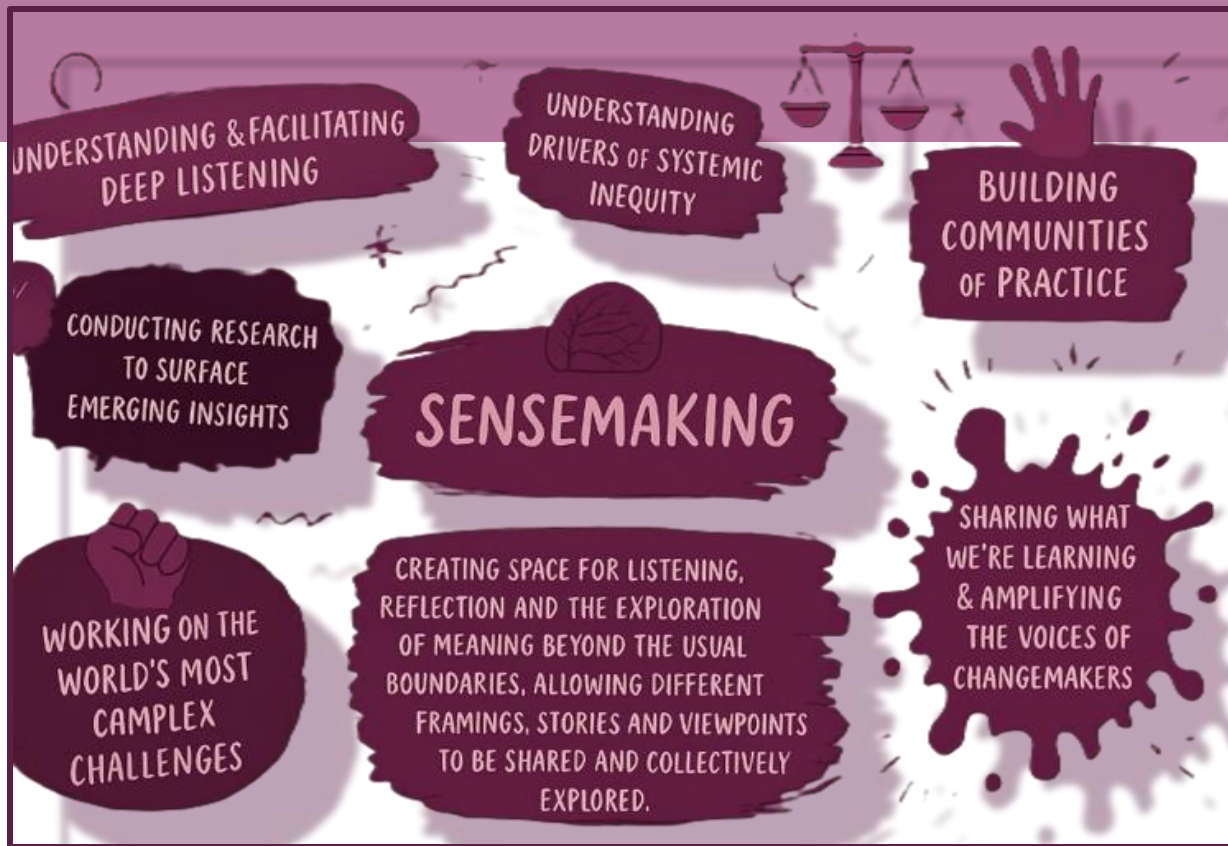 UNDERSTANDING & FACILITATING
DEEP LISTENING
UNDERSTANDING
DRIVERS OF SYSTEMIC
INEQUITY
BUILDING
COMMUNITIES
OF PRACTICE
CONDUCTING RESEARCH
TO SURFACE
EMERGING INSIGHTS
SENSEMAKING
WORKING ON THE
WORLD'S MOST
CAMPLEX
CHALLENGES
CREATING SPACE FOR LISTENING,
REFLECTION AND THE EXPLORATION
OF MEANING BEYOND THE USUAL
BOUNDARIES, ALLOWING DIFFERENT
FRAMINGS, STORIES AND VIEWPOINTS
TO BE SHARED AND COLLECTIVELY
EXPLORED.
SHARING WHAT
WE'RE LEARNING
& AMPLIFYING
THE VOICES OF
CHANGEMAKERS